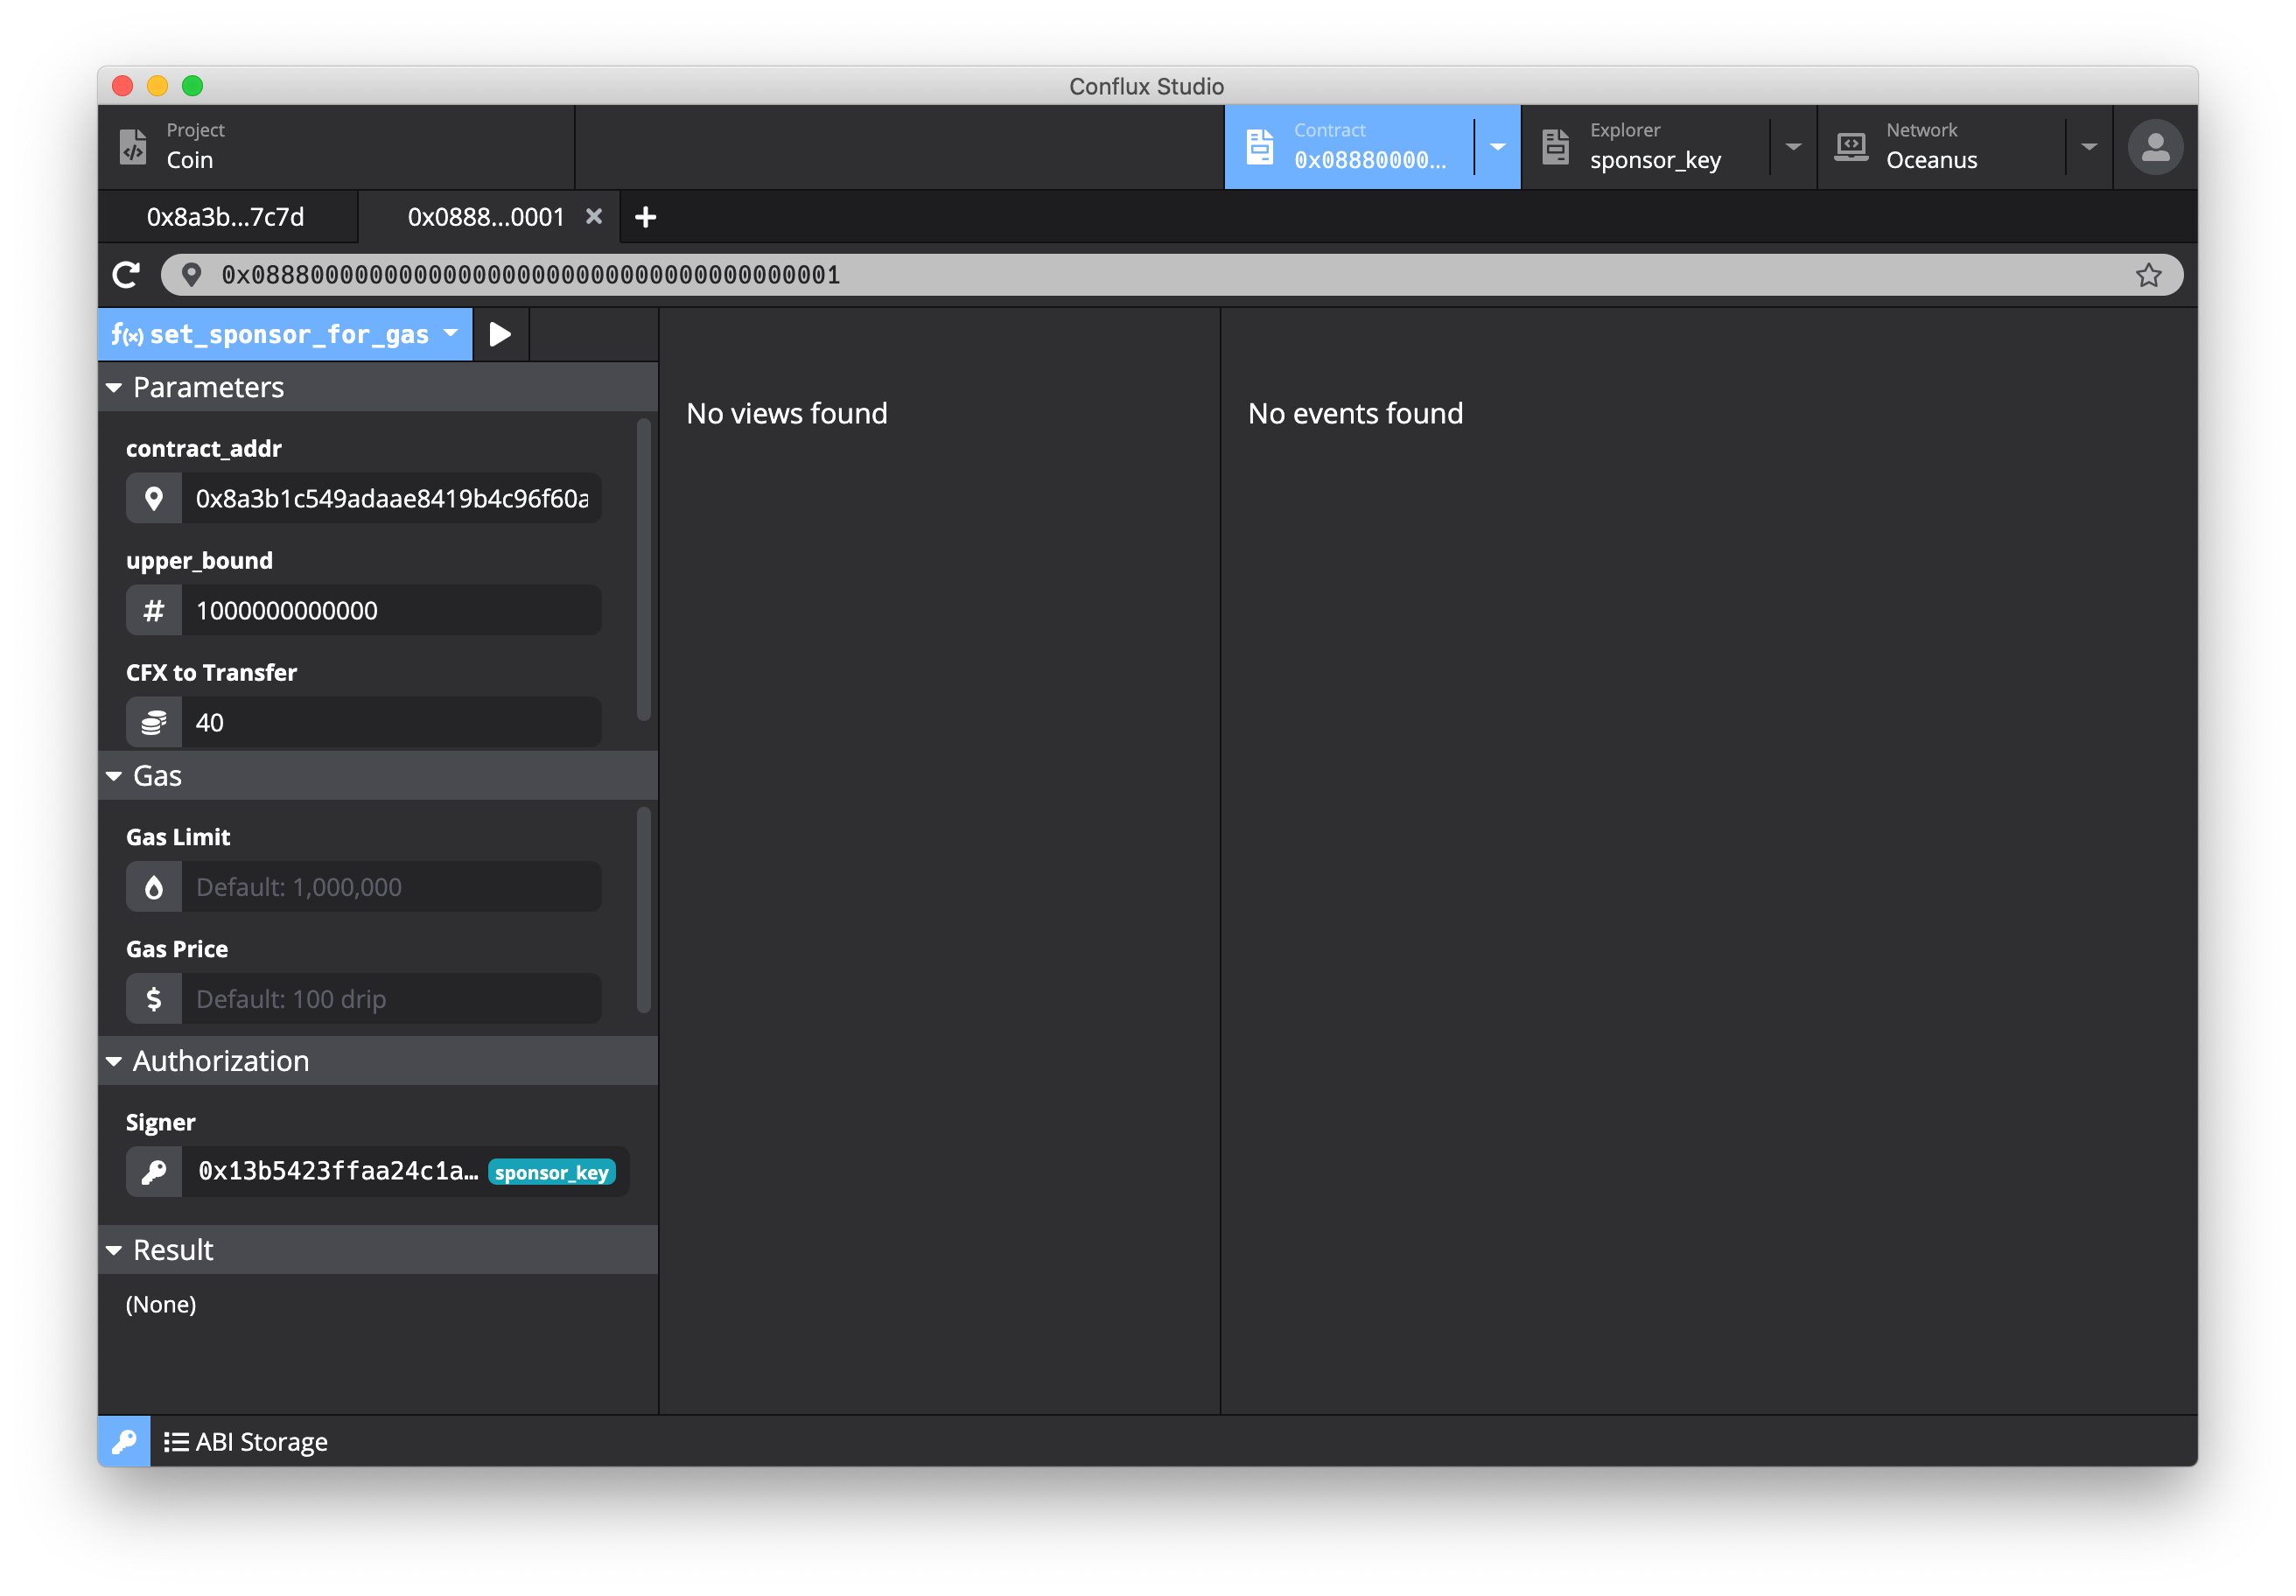 Conflux Studio
Project
Coin
Contract
0x08880000...
Explorer
sponsor_key
Network
Oceanus
0x8a3b...7c7d
0x0888...0001
0x0888000000000000000000000000000000000001
f(x) set_sponsor_for_gas
Parameters
contract_addr
0x8a3b1c549adaae8419b4c96f60a
upper_bound
1000000000000
CFX to Transfer
40
Gas
Gas Limit
Default: 1,000,000
Gas Price
Default: 100 drip
Authorization
Signer
0x13b5423ffaa24c1a… sponsor_key
Result
(None)
No views found
No events found
ABI Storage